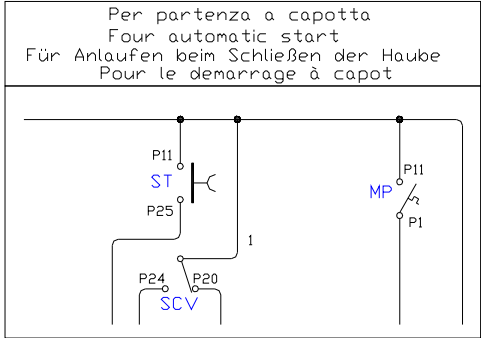 Per partenza a capotta
Four automatic start
Für Anlaufen beim Schließen der Haube
Pour le demarrage à capot
P11
ST
P25
P11
MP
P1
1
P24
P20
SCV